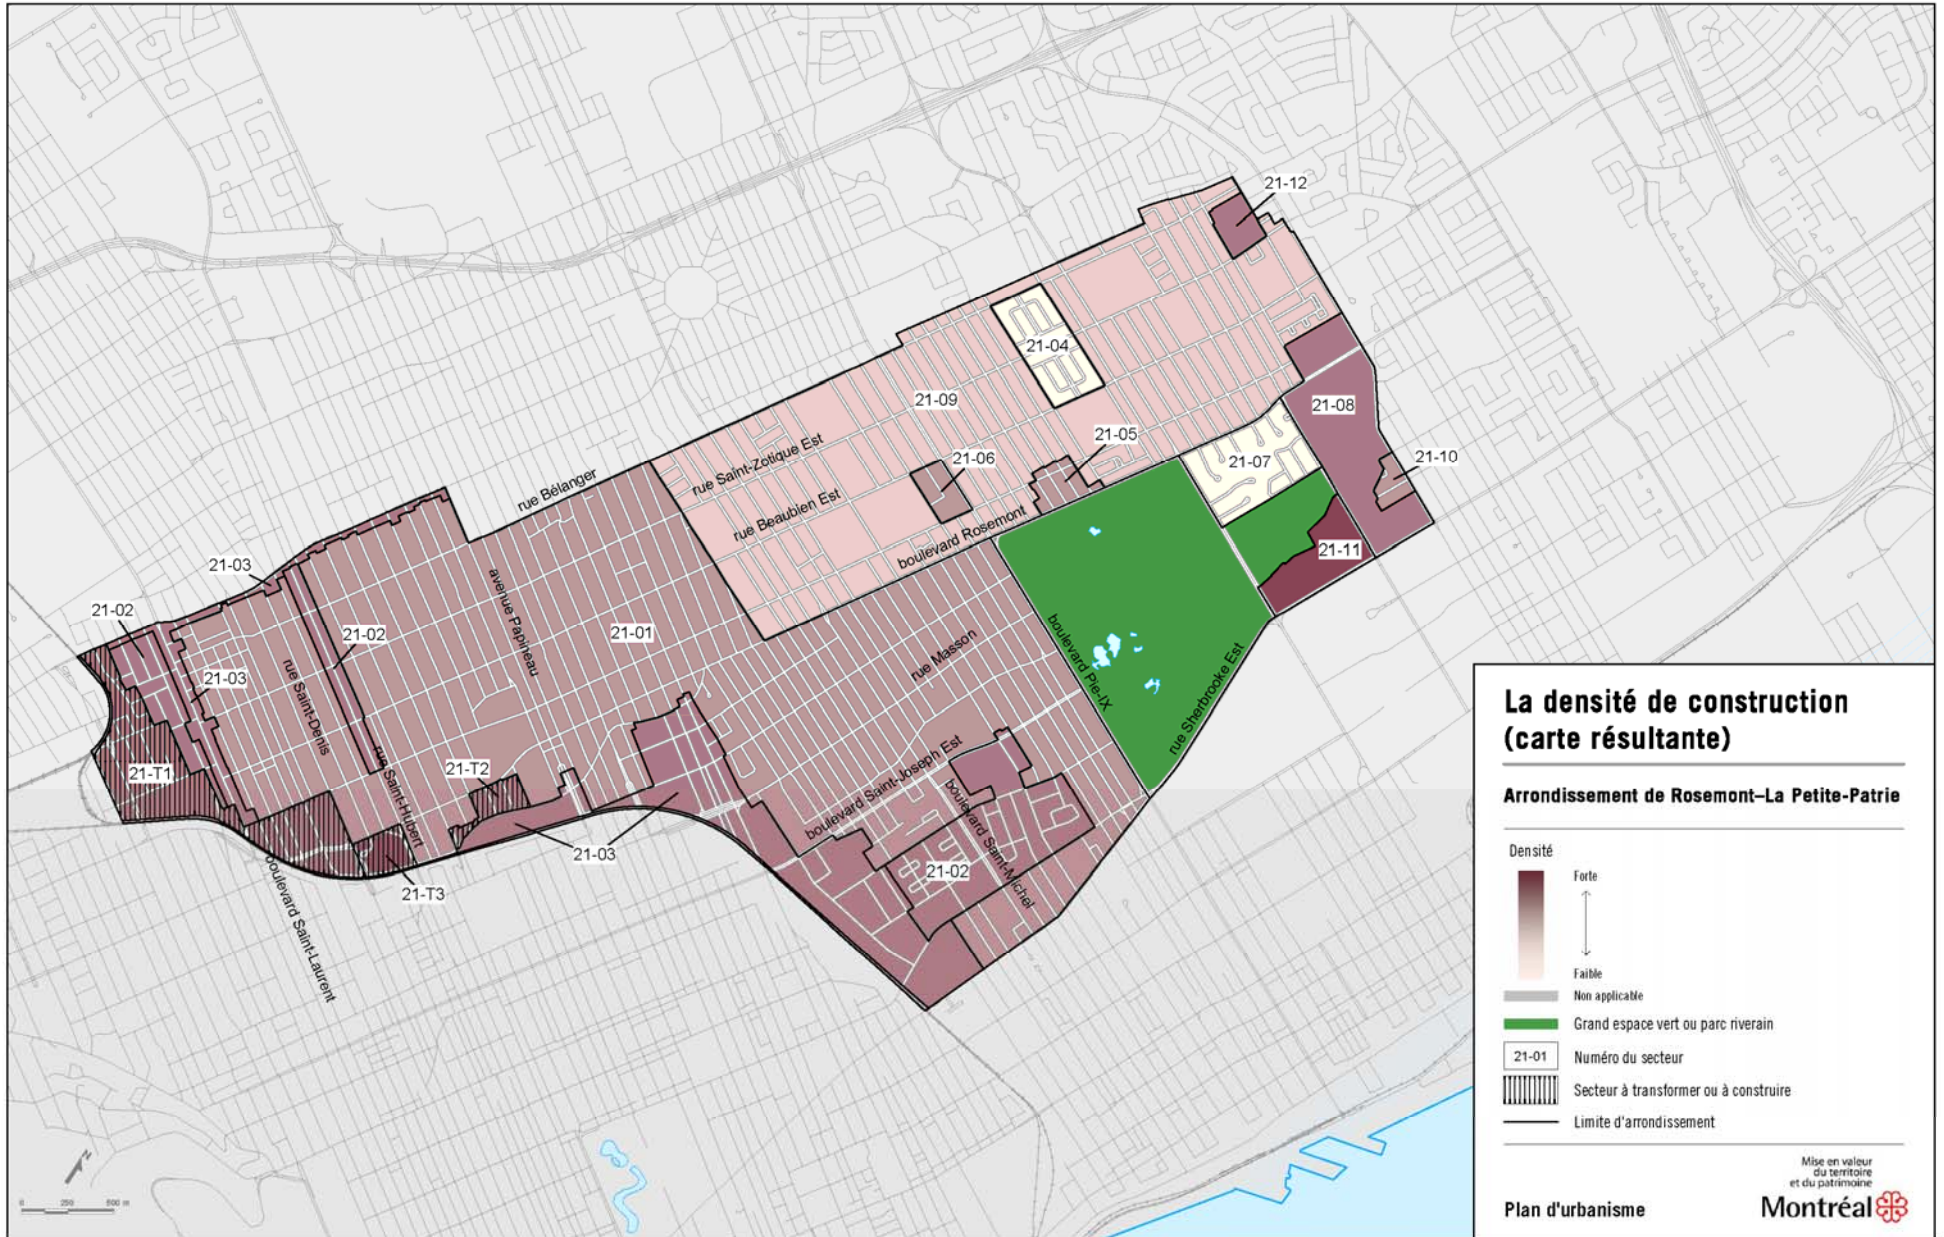 21-12
21-04
21-09
21-08
21-05
21-07
21-06
21-10
21-11
rue Saint-Zotique Est
rue Bélanger
rue Beaubien Est
boulevard Rosemont
21-03
21-02
21-02
21-01
avenue Papineau
rue Masson
boulevard Pie-IX
rue Sherbrooke Est
21-03
rue Saint-Denis
21-T1
21-T2
rue Saint-Hubert
boulevard Saint-Joseph Est
boulevard Saint-Michel
21-03
21-02
21-T3
boulevard Saint-Laurent
La densité de construction
(carte résultante)
Arrondissement de Rosemont–La Petite-Patrie
Densité
Forte
Faible
Non applicable
Grand espace vert ou parc riverain
21-01 Numéro du secteur
Secteur à transformer ou à construire
Limite d'arrondissement
Mise en valeur
du territoire
et du patrimoine
Plan d'urbanisme
Montréal
N
0 250 500 m